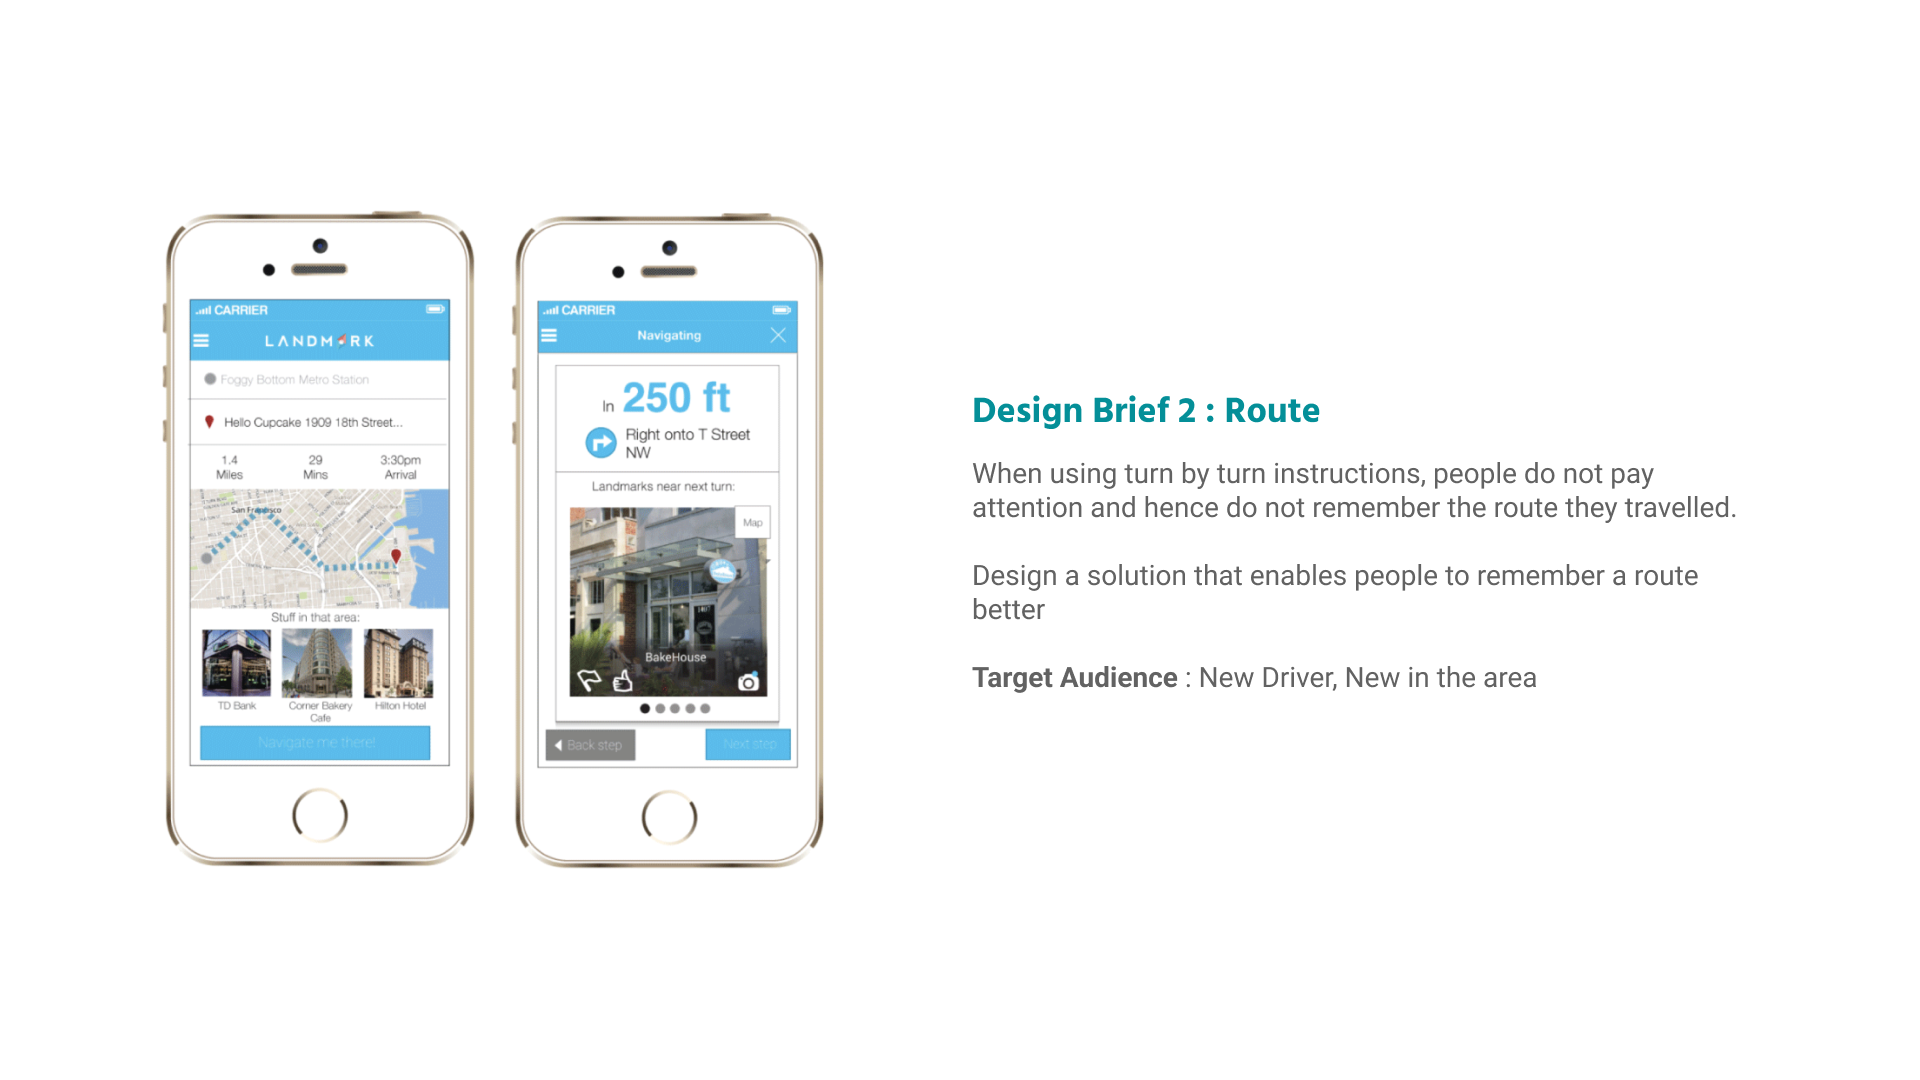 CARRIER
LANDMARK
Foggy Bottom Metro Station
Hello Cupcake 1909 18th Street...
1.4 29 3:30pm
Miles Mins Arrival
San Francisco
Stuff in that area:
TD Bank Corner Bakery Hilton Hotel
Cafe
Navigate me there!
CARRIER
Navigating
In 250 ft
Right onto T Street
NW
Landmarks near next turn:
Map
BakeHouse
Back step Next step
Design Brief 2 : Route
When using turn by turn instructions, people do not pay
attention and hence do not remember the route they travelled.
Design a solution that enables people to remember a route
better
Target Audience : New Driver, New in the area